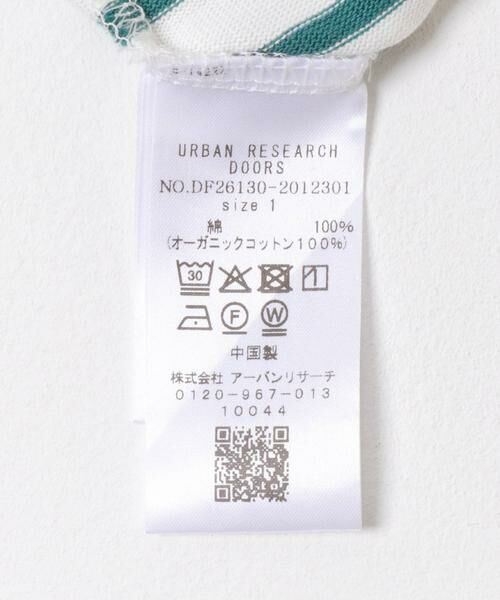 URBAN RESEARCH
DOORS
NO.DF26130-2012301
size 1
綿 100%
(オーガニックコットン100%)
30
F W
中国製
株式会社 アーバンリサーチ
0120-967-013
10044